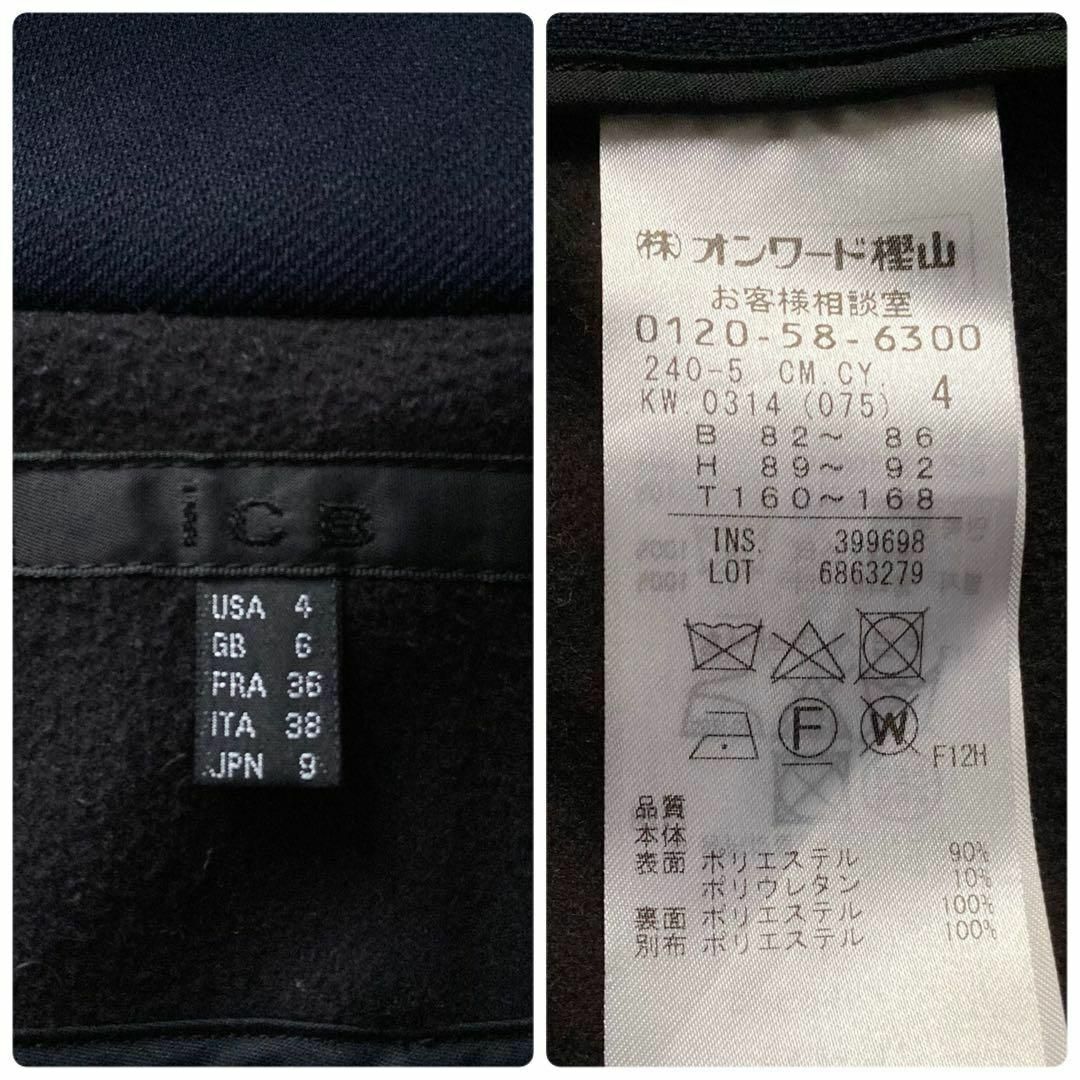 iCB
USA 4
GB 6
FRA 36
ITA 38
JPN 9
㈱オンワード樫山
お客様相談室
0120-58-6300
240-5 CM.CY. 4
KW.0314 (075)
B 82～ 86
H 89～ 92
T160～168
INS. 399698
LOT 6863279
F W
F12H
品質
本体
表面 ポリエステル 90%
ポリウレタン 10%
裏面 ポリエステル 100%
別布 ポリエステル 100%